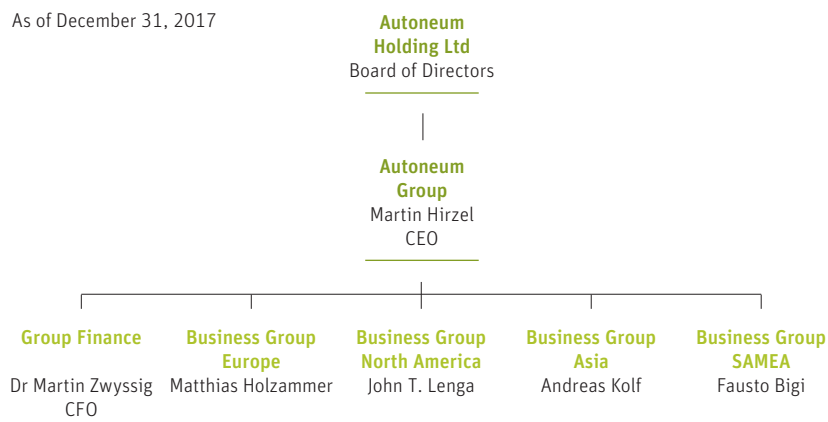 As of December 31, 2017
Autoneum
Holding Ltd
Board of Directors
Autoneum
Group
Martin Hirzel
CEO
Group Finance
Dr Martin Zwyssig
CFO
Business Group
Europe
Matthias Holzammer
Business Group
North America
John T. Lenga
Business Group
Asia
Andreas Kolf
Business Group
SAMEA
Fausto Bigi